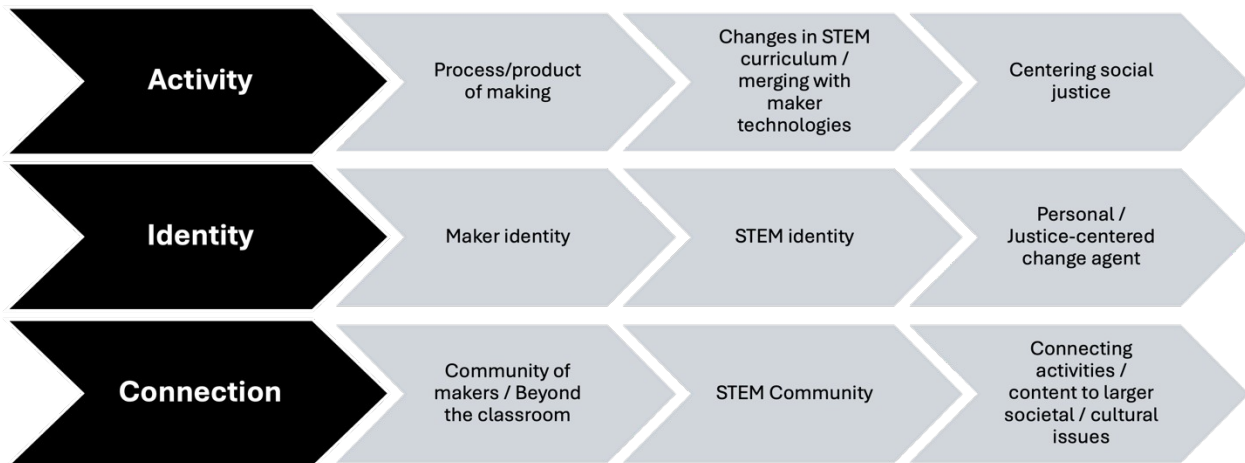 Activity
Process/product
of making
Changes in STEM
curriculum /
merging with
maker
technologies
Centering social
justice
Identity
Maker identity
STEM identity
Personal /
Justice-centered
change agent
Connection
Community of
makers / Beyond
the classroom
STEM Community
Connecting
activities /
content to larger
societal / cultural
issues